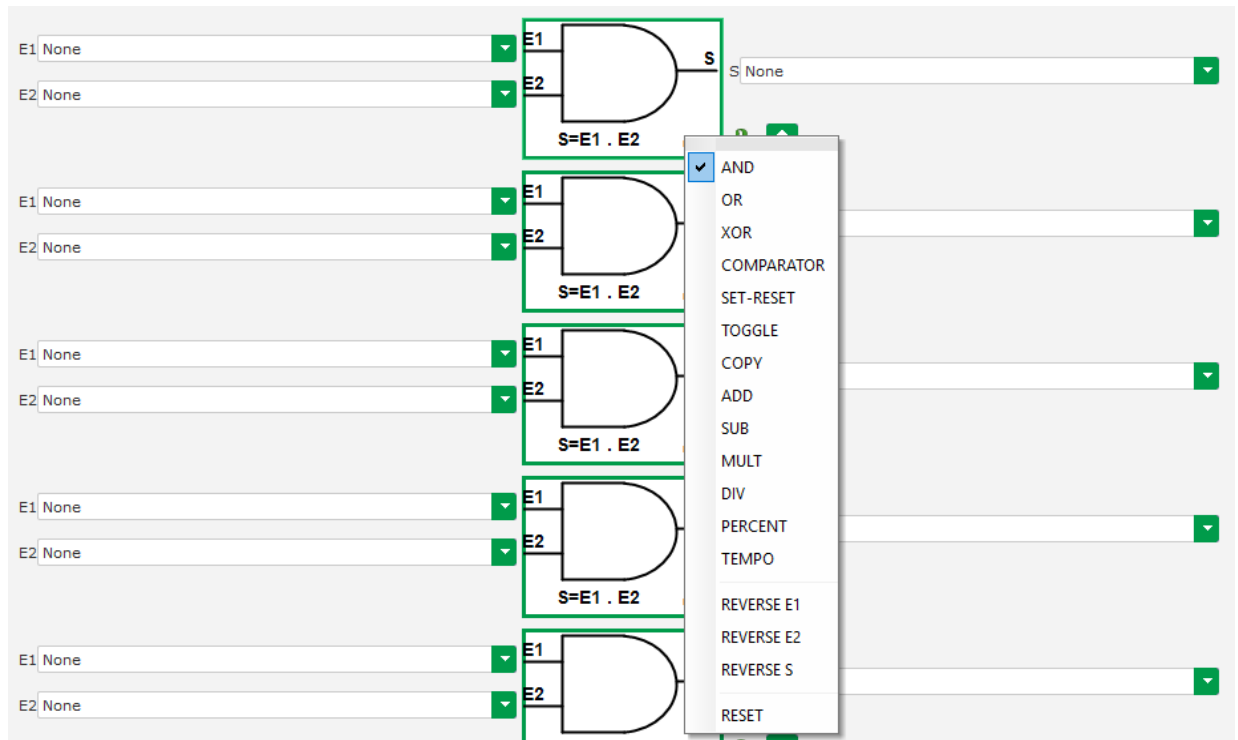 E1 None
E2 None
E1
E2
S
S=E1 . E2
S None
E1 None
E2 None
E1
E2
S=E1 . E2
E1 None
E2 None
E1
E2
S=E1 . E2
E1 None
E2 None
E1
E2
S=E1 . E2
E1 None
E2 None
E1
E2
AND
OR
XOR
COMPARATOR
SET-RESET
TOGGLE
COPY
ADD
SUB
MULT
DIV
PERCENT
TEMPO
REVERSE E1
REVERSE E2
REVERSE S
RESET